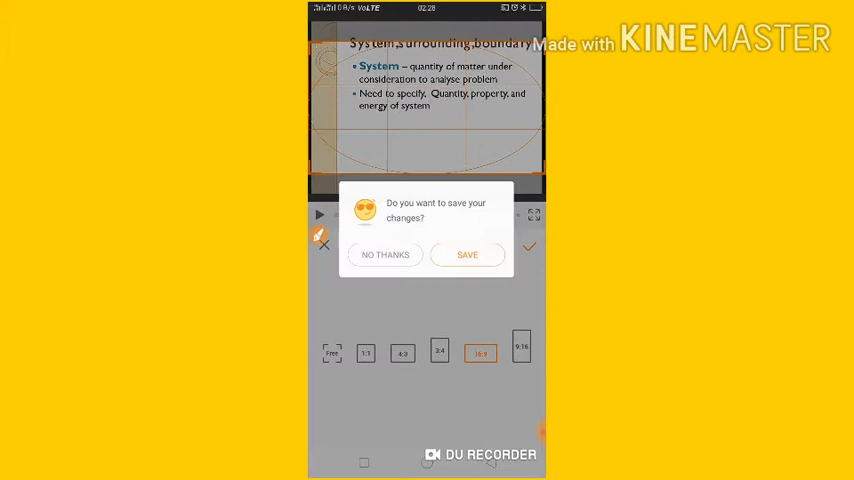 0 B/s VoLTE 02:28
System,surrounding,boundary
Made with KINEMASTER
• System – quantity of matter under
consideration to analyse problem
• Need to specify, Quantity, property, and
energy of system
Do you want to save your
changes?
NO THANKS SAVE
Free 1:1 4:3 3:4 16:9 9:16
DU RECORDER